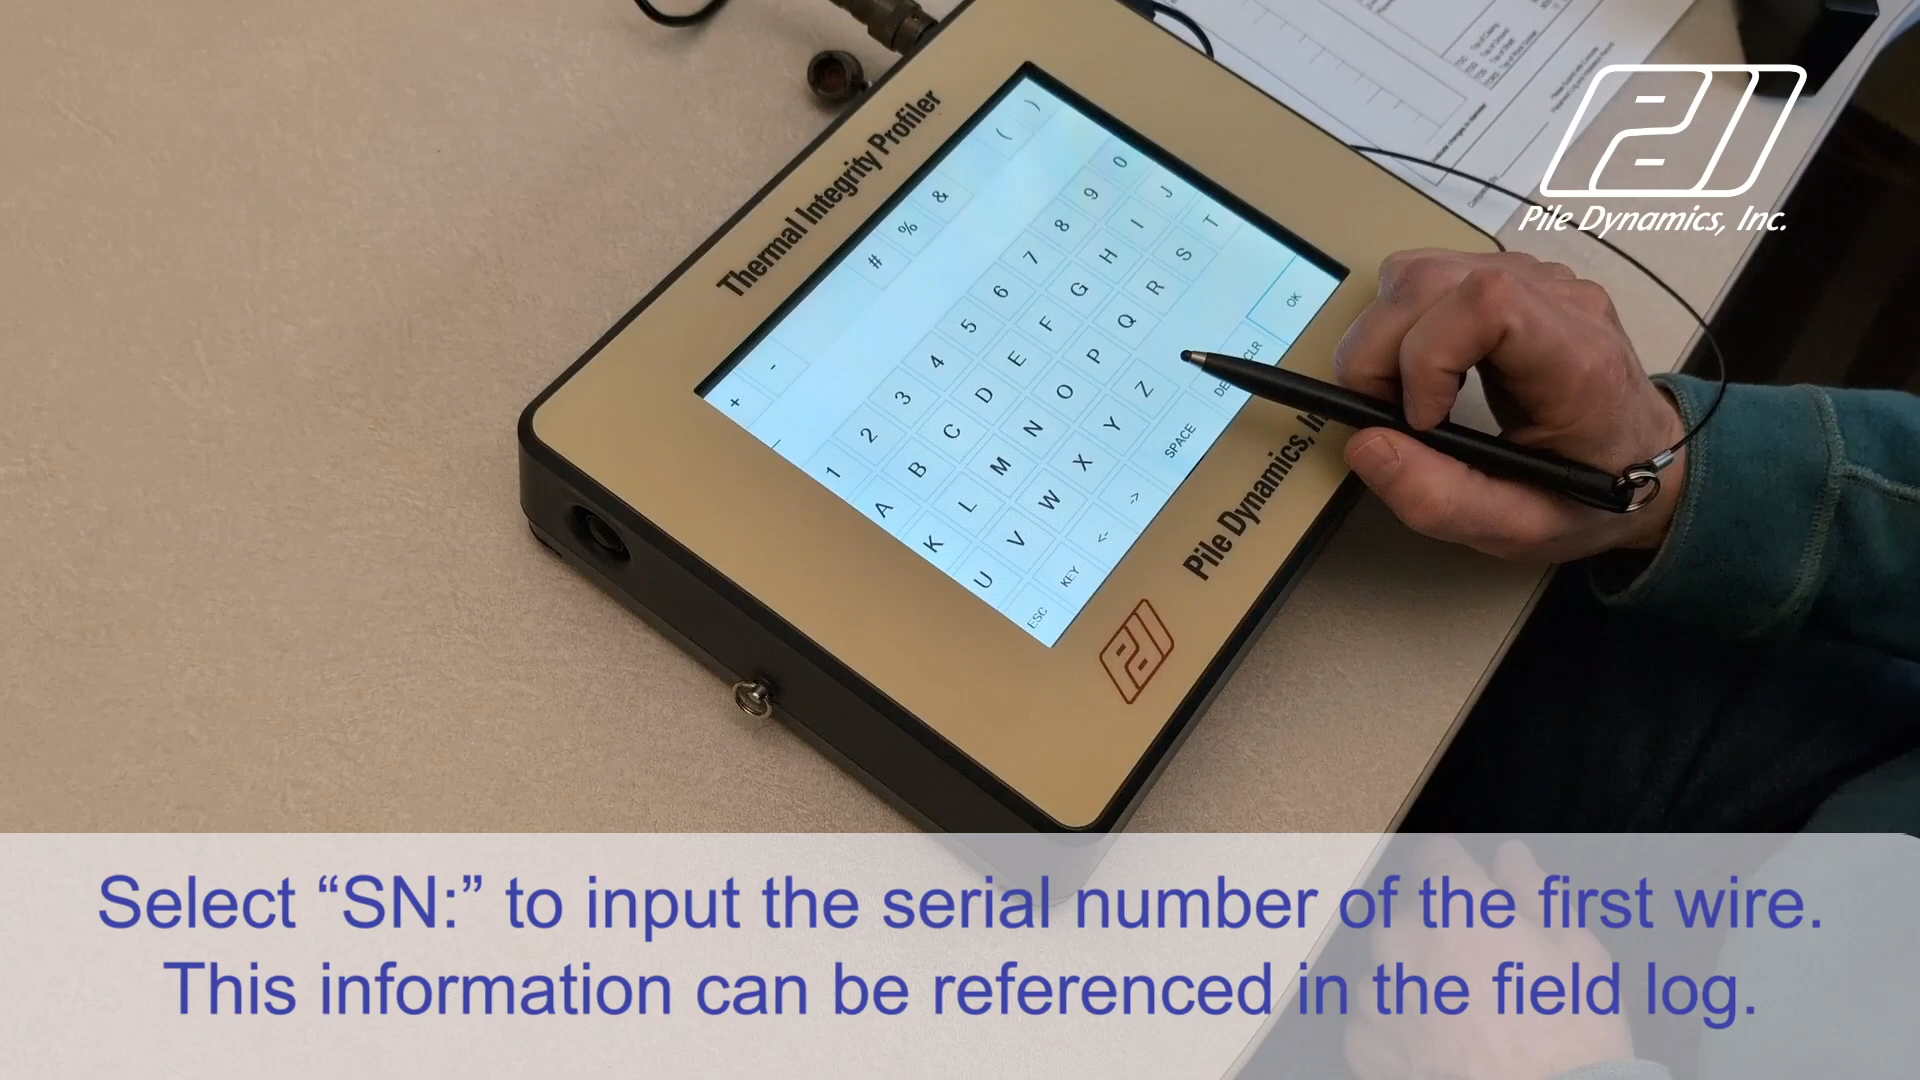 Pile Dynamics, Inc.
Thermal Integrity Profiler
# % & ( )
+ -
1 2 3 4 5 6 7 8 9 0
A B C D E F G H I J
K L M N O P Q R S T
U V W X Y Z
ESC KEY <- -> SPACE CLR OK
Pile Dynamics,
Select “SN:” to input the serial number of the first wire.
This information can be referenced in the field log.